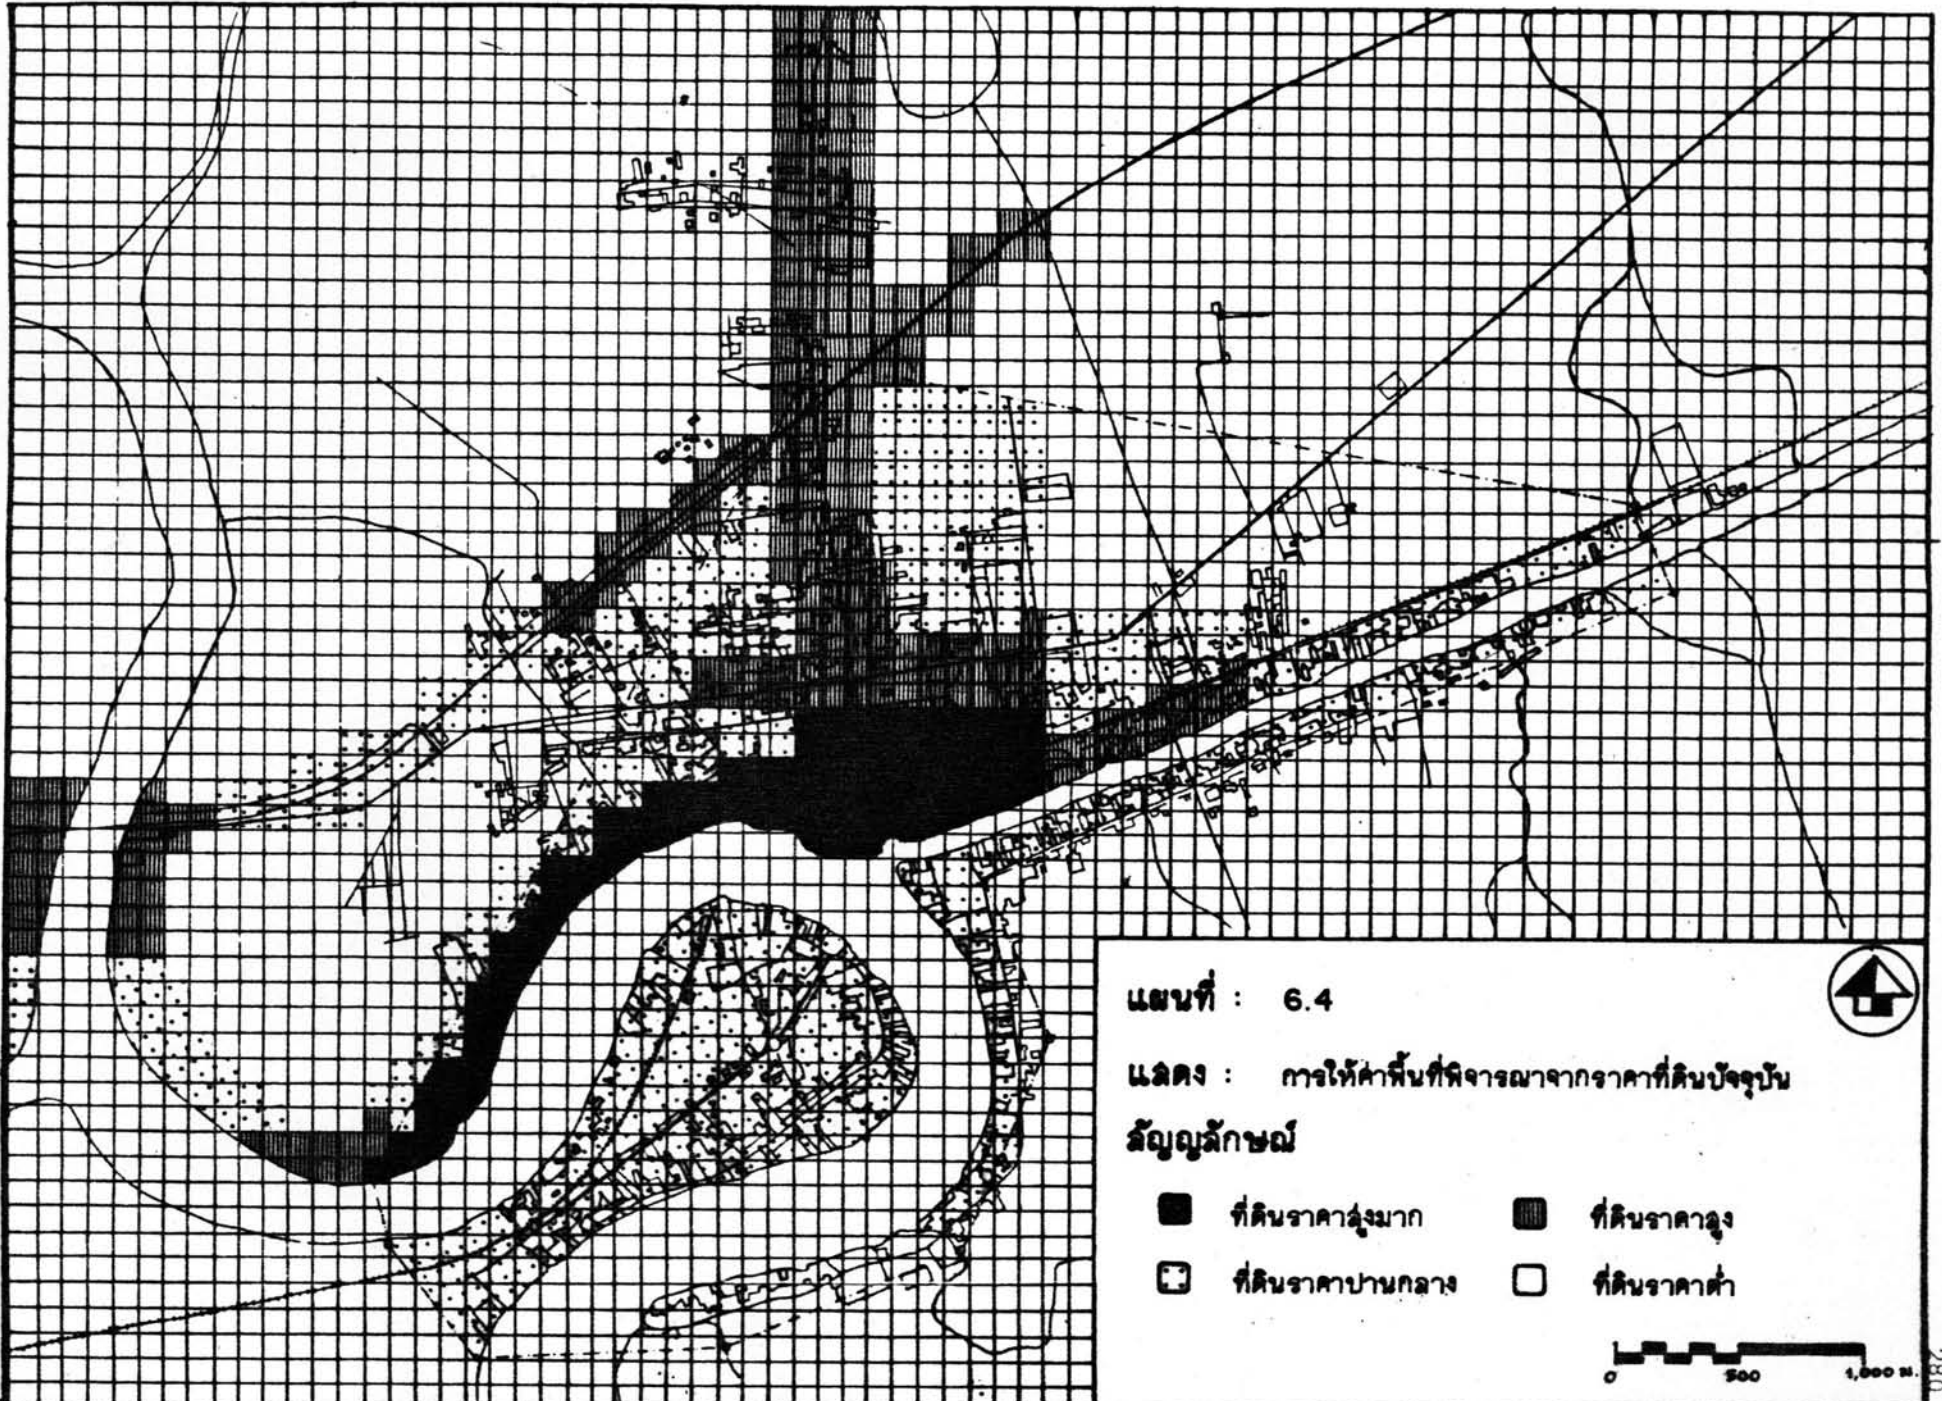 แผนที่ : 6.4
แสดง : การให้ค่าพื้นที่พิจารณาจากราคาที่ดินปัจจุบัน
สัญญลักษณ์
ที่ดินราคาสูงมาก ที่ดินราคาสูง
ที่ดินราคาปานกลาง ที่ดินราคาต่ำ
0 500 1,000 ม.
280